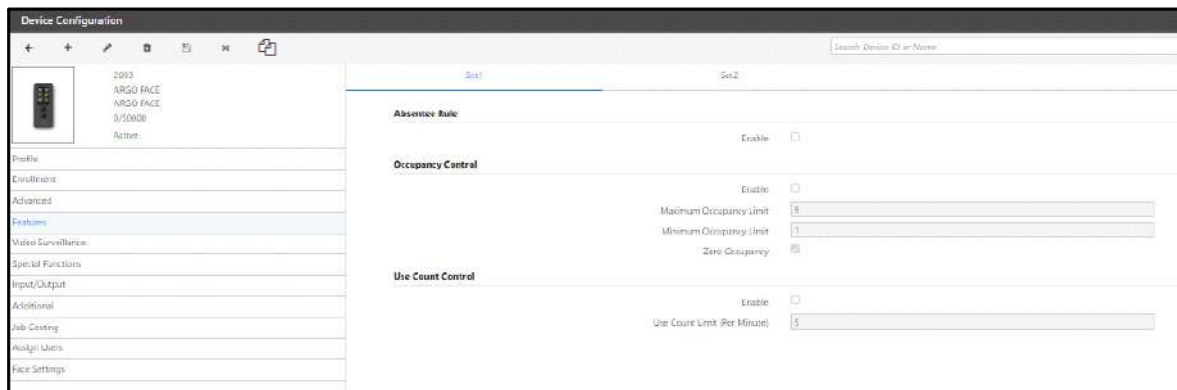 Device Configuration
Search Device ID or Name
2003
ARGO FACE
ARGO FACE
0/50000
Active
Profile
Enrollment
Advanced
Features
Video Surveillance
Special Functions
Input/Output
Additional
Job Costing
Assign Users
Face Settings
Set1 Set2
Absentee Rule
Enable
Occupancy Control
Enable
Maximum Occupancy Limit 9
Minimum Occupancy Limit 1
Zero Occupancy
Use Count Control
Enable
Use Count Limit (Per Minute) 5